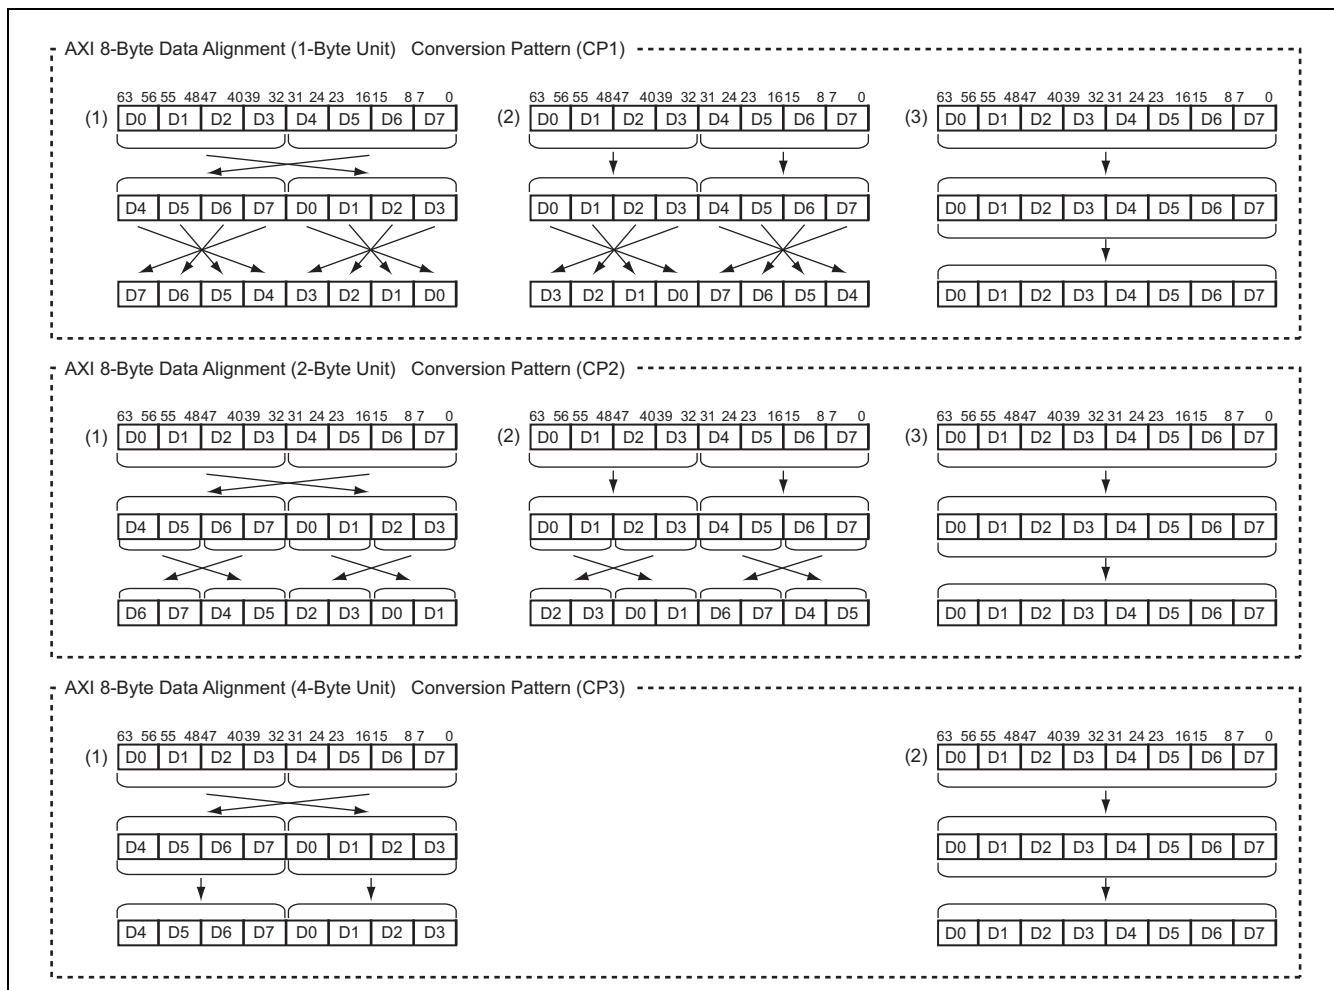 AXI 8-Byte Data Alignment (1-Byte Unit) Conversion Pattern (CP1)
63 56 55 48 47 40 39 32 31 24 23 16 15 8 7 0 63 56 55 48 47 40 39 32 31 24 23 16 15 8 7 0 63 56 55 48 47 40 39 32 31 24 23 16 15 8 7 0
(1) D0 D1 D2 D3 D4 D5 D6 D7 (2) D0 D1 D2 D3 D4 D5 D6 D7 (3) D0 D1 D2 D3 D4 D5 D6 D7
D4 D5 D6 D7 D0 D1 D2 D3 D0 D1 D2 D3 D4 D5 D6 D7 D0 D1 D2 D3 D4 D5 D6 D7
D7 D6 D5 D4 D3 D2 D1 D0 D3 D2 D1 D0 D7 D6 D5 D4 D0 D1 D2 D3 D4 D5 D6 D7
AXI 8-Byte Data Alignment (2-Byte Unit) Conversion Pattern (CP2)
63 56 55 48 47 40 39 32 31 24 23 16 15 8 7 0 63 56 55 48 47 40 39 32 31 24 23 16 15 8 7 0 63 56 55 48 47 40 39 32 31 24 23 16 15 8 7 0
(1) D0 D1 D2 D3 D4 D5 D6 D7 (2) D0 D1 D2 D3 D4 D5 D6 D7 (3) D0 D1 D2 D3 D4 D5 D6 D7
D4 D5 D6 D7 D0 D1 D2 D3 D0 D1 D2 D3 D4 D5 D6 D7 D0 D1 D2 D3 D4 D5 D6 D7
D6 D7 D4 D5 D2 D3 D0 D1 D2 D3 D0 D1 D6 D7 D4 D5 D0 D1 D2 D3 D4 D5 D6 D7
AXI 8-Byte Data Alignment (4-Byte Unit) Conversion Pattern (CP3)
63 56 55 48 47 40 39 32 31 24 23 16 15 8 7 0 63 56 55 48 47 40 39 32 31 24 23 16 15 8 7 0
(1) D0 D1 D2 D3 D4 D5 D6 D7 (2) D0 D1 D2 D3 D4 D5 D6 D7
D4 D5 D6 D7 D0 D1 D2 D3 D0 D1 D2 D3 D4 D5 D6 D7
D4 D5 D6 D7 D0 D1 D2 D3 D0 D1 D2 D3 D4 D5 D6 D7